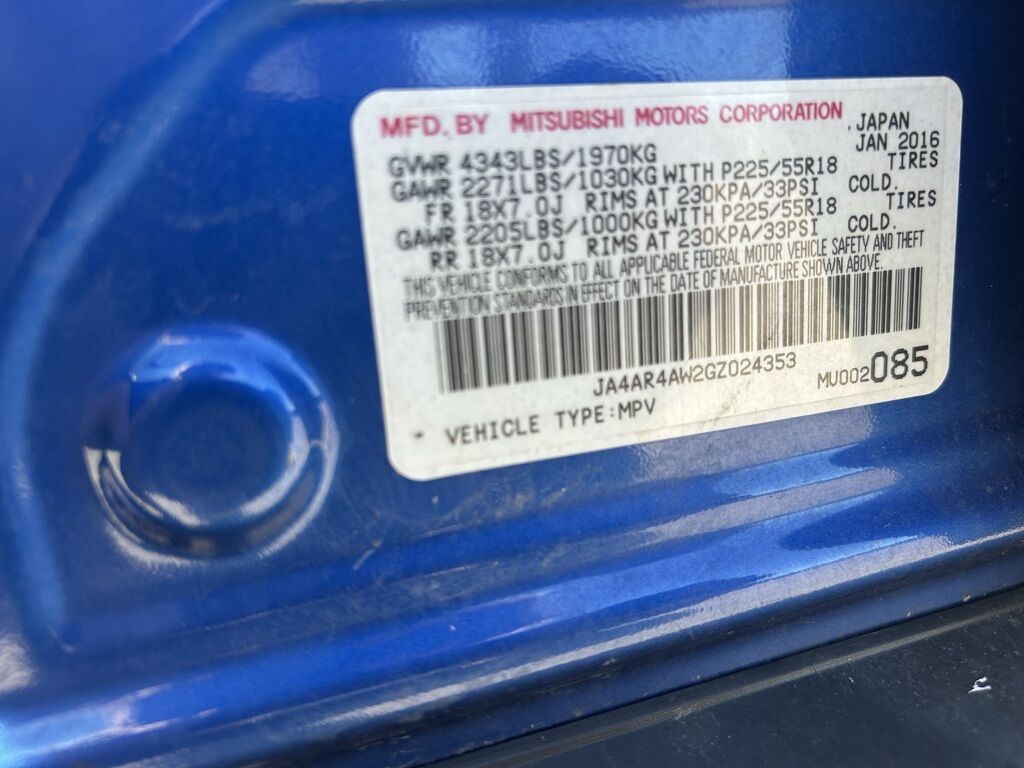 MFD. BY MITSUBISHI MOTORS CORPORATION , JAPAN
GVWR 4343LBS/1970KG JAN 2016
GAWR 2271LBS/1030KG WITH P225/55R18 TIRES
FR 18X7.0J RIMS AT 230KPA/33PSI COLD.
GAWR 2205LBS/1000KG WITH P225/55R18 TIRES
RR 18X7.0J RIMS AT 230KPA/33PSI COLD.
THIS VEHICLE CONFORMS TO ALL APPLICABLE FEDERAL MOTOR VEHICLE SAFETY AND THEFT
PREVENTION STANDARDS IN EFFECT ON THE DATE OF MANUFACTURE SHOWN ABOVE.
JA4AR4AW2GZ024353
MU002085
* VEHICLE TYPE:MPV